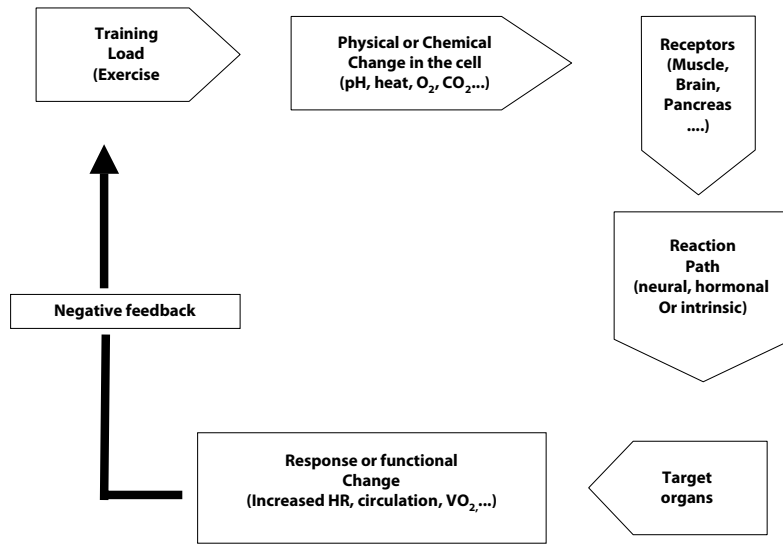 Training
Load
(Exercise
Physical or Chemical
Change in the cell
(pH, heat, O₂, CO₂...)
Receptors
(Muscle,
Brain,
Pancreas
....)
Reaction
Path
(neural, hormonal
Or intrinsic)
Target
organs
Response or functional
Change
(Increased HR, circulation, VO₂,...)
Negative feedback